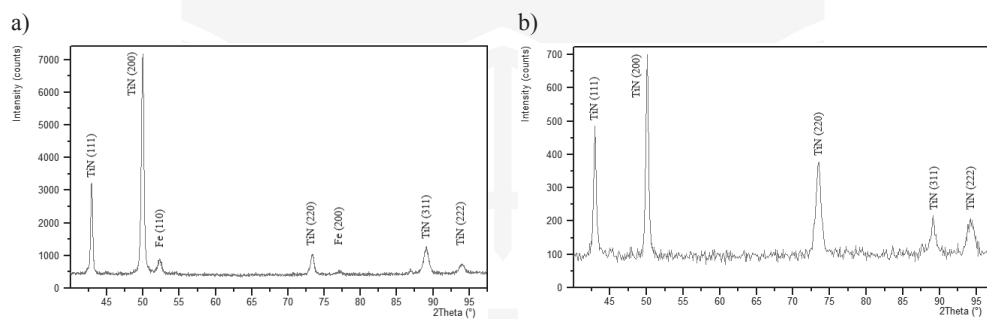 a)
Intensity (counts)
7000
6000
5000
4000
3000
2000
1000
0
TiN (111)
TiN (200)
Fe (110)
TiN (220)
Fe (200)
TiN (311)
TiN (222)
45 50 55 60 65 70 75 80 85 90 95
2Theta (°)
b)
Intensity (counts)
700
600
500
400
300
200
100
0
TiN (111)
TiN (200)
TiN (220)
TiN (311)
TiN (222)
45 50 55 60 65 70 75 80 85 90 95
2Theta (°)